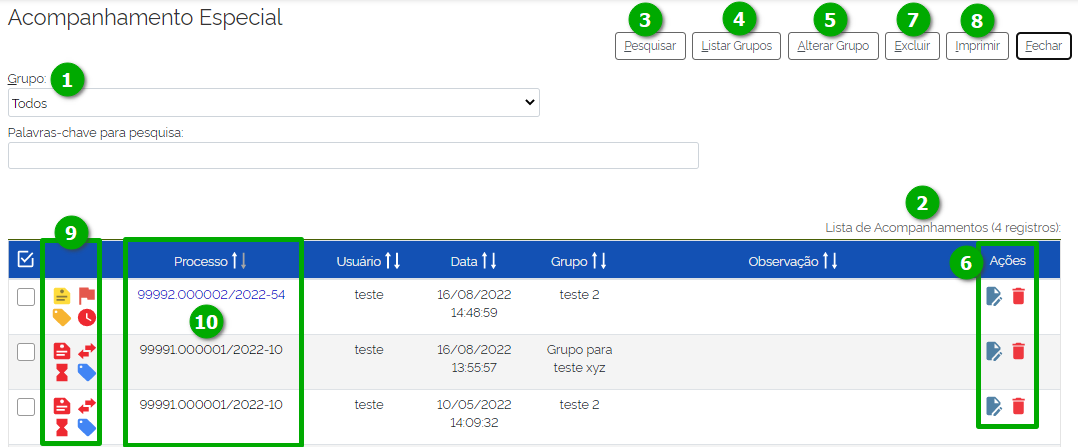 Acompanhamento Especial
3 4 5 7 8
Pesquisar Listar Grupos Alterar Grupo Excluir Imprimir Fechar
Grupo: 1
Todos
Palavras-chave para pesquisa:
2
Lista de Acompanhamentos (4 registros):
9
Processo Usuário Data Grupo Observação 6 Ações
99992.000002/2022-54 teste 16/08/2022 teste 2
10 14:48:59
99991.000001/2022-10 teste 16/08/2022 Grupo para
13:55:57 teste xyz
99991.000001/2022-10 teste 10/05/2022 teste 2
14:09:32